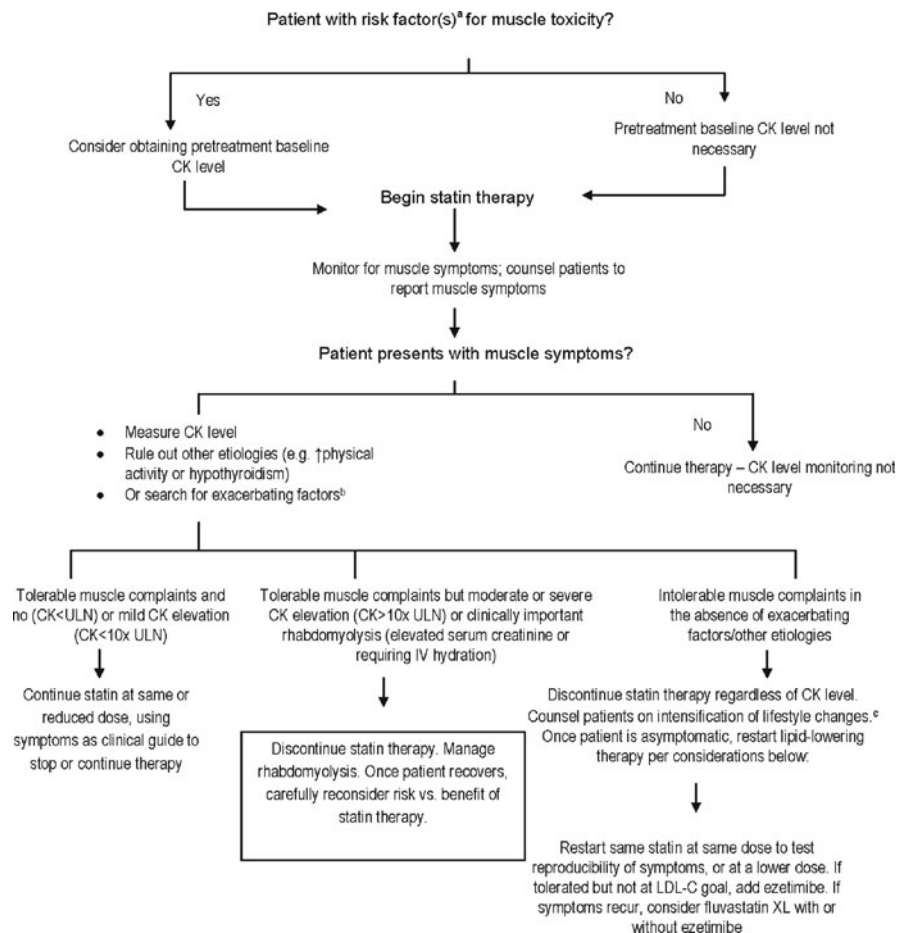 Patient with risk factor(s)ᵃ for muscle toxicity?
Yes
No
Consider obtaining pretreatment baseline
CK level
Pretreatment baseline CK level not
necessary
Begin statin therapy
Monitor for muscle symptoms; counsel patients to
report muscle symptoms
Patient presents with muscle symptoms?
• Measure CK level
• Rule out other etiologies (e.g. ↑physical
activity or hypothyroidism)
• Or search for exacerbating factorsᵇ
No
Continue therapy – CK level monitoring not
necessary
Tolerable muscle complaints and
no (CK<ULN) or mild CK elevation
(CK<10x ULN)
Tolerable muscle complaints but moderate or severe
CK elevation (CK>10x ULN) or clinically important
rhabdomyolysis (elevated serum creatinine or
requiring IV hydration)
Intolerable muscle complaints in
the absence of exacerbating
factors/other etiologies
Continue statin at same or
reduced dose, using
symptoms as clinical guide to
stop or continue therapy
Discontinue statin therapy. Manage
rhabdomyolysis. Once patient recovers,
carefully reconsider risk vs. benefit of
statin therapy.
Discontinue statin therapy regardless of CK level.
Counsel patients on intensification of lifestyle changes.ᶜ
Once patient is asymptomatic, restart lipid-lowering
therapy per considerations below:
Restart same statin at same dose to test
reproducibility of symptoms, or at a lower dose. If
tolerated but not at LDL-C goal, add ezetimibe. If
symptoms recur, consider fluvastatin XL with or
without ezetimibe